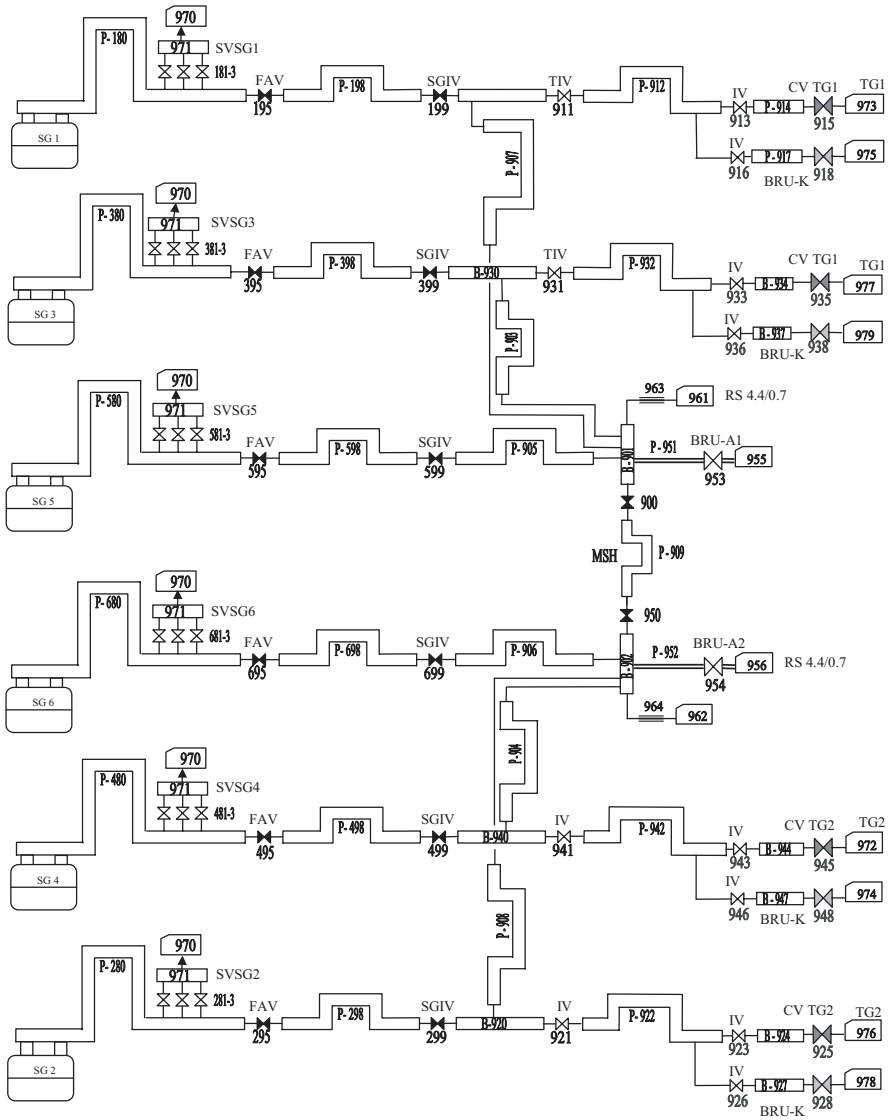 970
P-180
971 SVSG1
181-3
FAV SGIV TIV IV CV TG1 TG1
P-198 P-912 P-914 973
195 199 911 913 915
SG 1
IV
P-917 975
916 918
BRU-K
P-907
970
P-380
971 SVSG3
381-3
FAV SGIV TIV IV CV TG1 TG1
P-398 B-930 P-932 B-934 977
395 399 931 933 935
SG 3
IV
B-937 979
936 938
BRU-K
P-903
970
P-580
971 SVSG5
581-3
963 961 RS 4.4/0.7
FAV SGIV BRU-A1
P-598 P-905 B-901 P-951 955
595 599 953
SG 5
900
MSH P-909
950
970
P-680
971 SVSG6
681-3
FAV SGIV BRU-A2
P-698 P-906 B-902 P-952 956 RS 4.4/0.7
695 699 954
SG 6
964 962
P-904
970
P-480
971 SVSG4
481-3
FAV SGIV IV IV CV TG2 TG2
P-498 B-940 P-942 B-944 972
495 499 941 943 945
SG 4
IV
B-947 974
946 948
BRU-K
P-908
970
P-280
971 SVSG2
281-3
FAV SGIV IV IV CV TG2 TG2
P-298 B-920 P-922 B-924 976
295 299 921 923 925
SG 2
IV
B-927 978
926 928
BRU-K